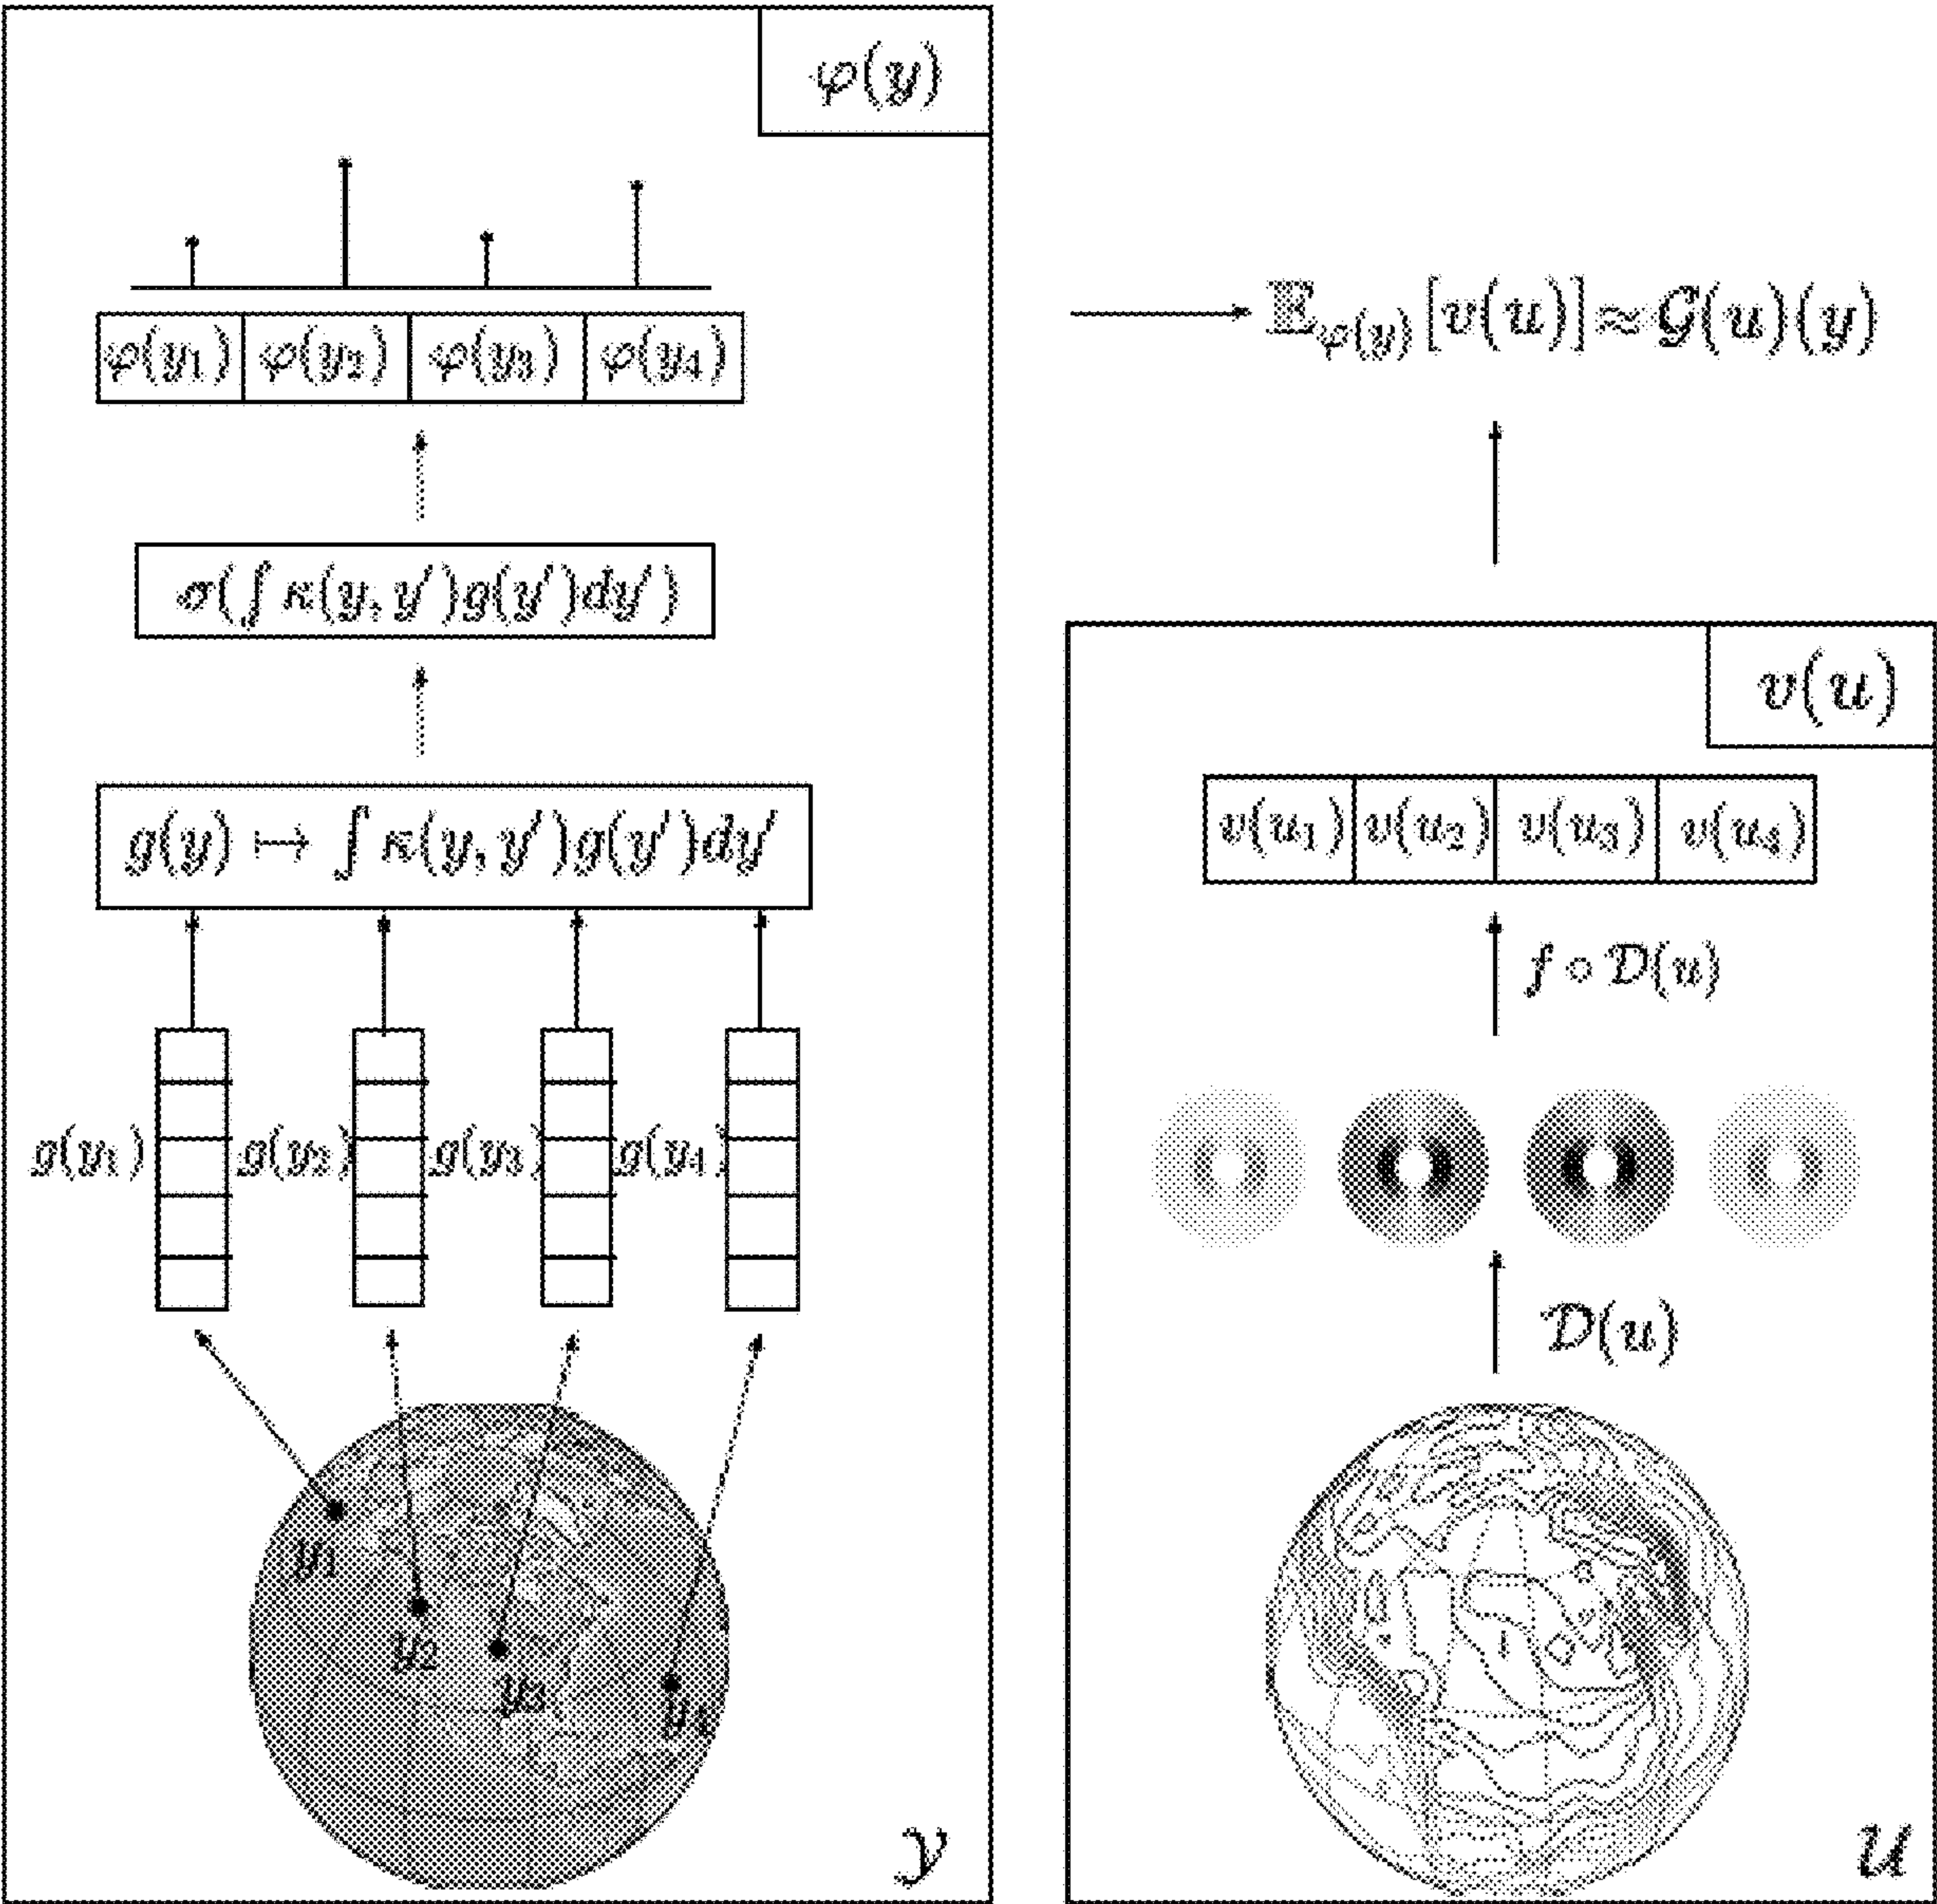 φ(y)
φ(y₁) φ(y₂) φ(y₃) φ(y₄)
σ(∫ κ(y, y′)g(y′)dy′)
g(y) ↦ ∫ κ(y, y′)g(y′)dy′
g(y₁) g(y₂) g(y₃) g(y₄)
y₁
y₂
y₃
y₄
𝒴
𝔼_φ(y) [v(u)] ≈ 𝒢(u)(y)
v(u)
v(u₁) v(u₂) v(u₃) v(u₄)
f ∘ 𝒟(u)
𝒟(u)
𝒰